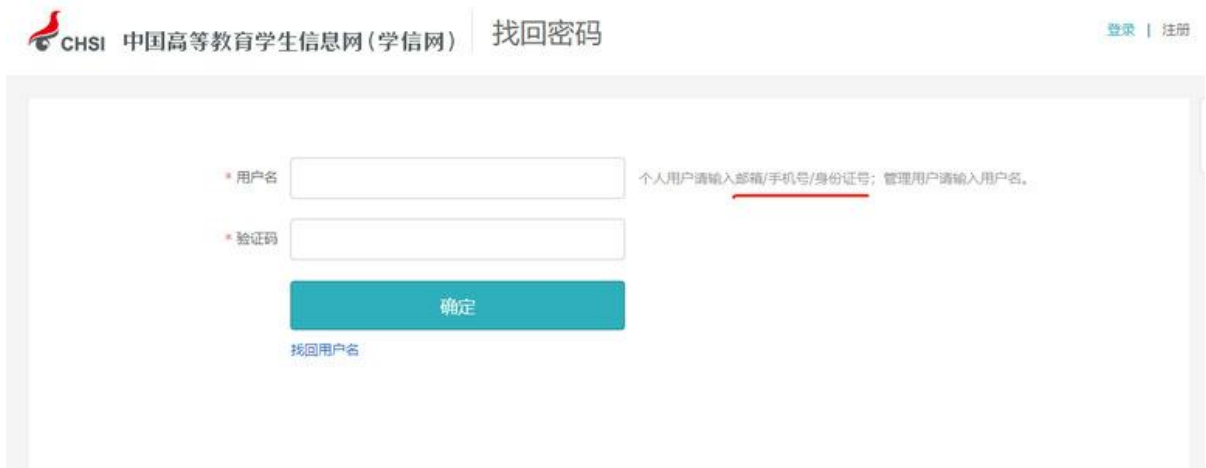 CHSI 中国高等教育学生信息网(学信网) 找回密码 登录 | 注册
* 用户名 个人用户请输入邮箱/手机号/身份证号；管理用户请输入用户名。
* 验证码
确定
找回用户名